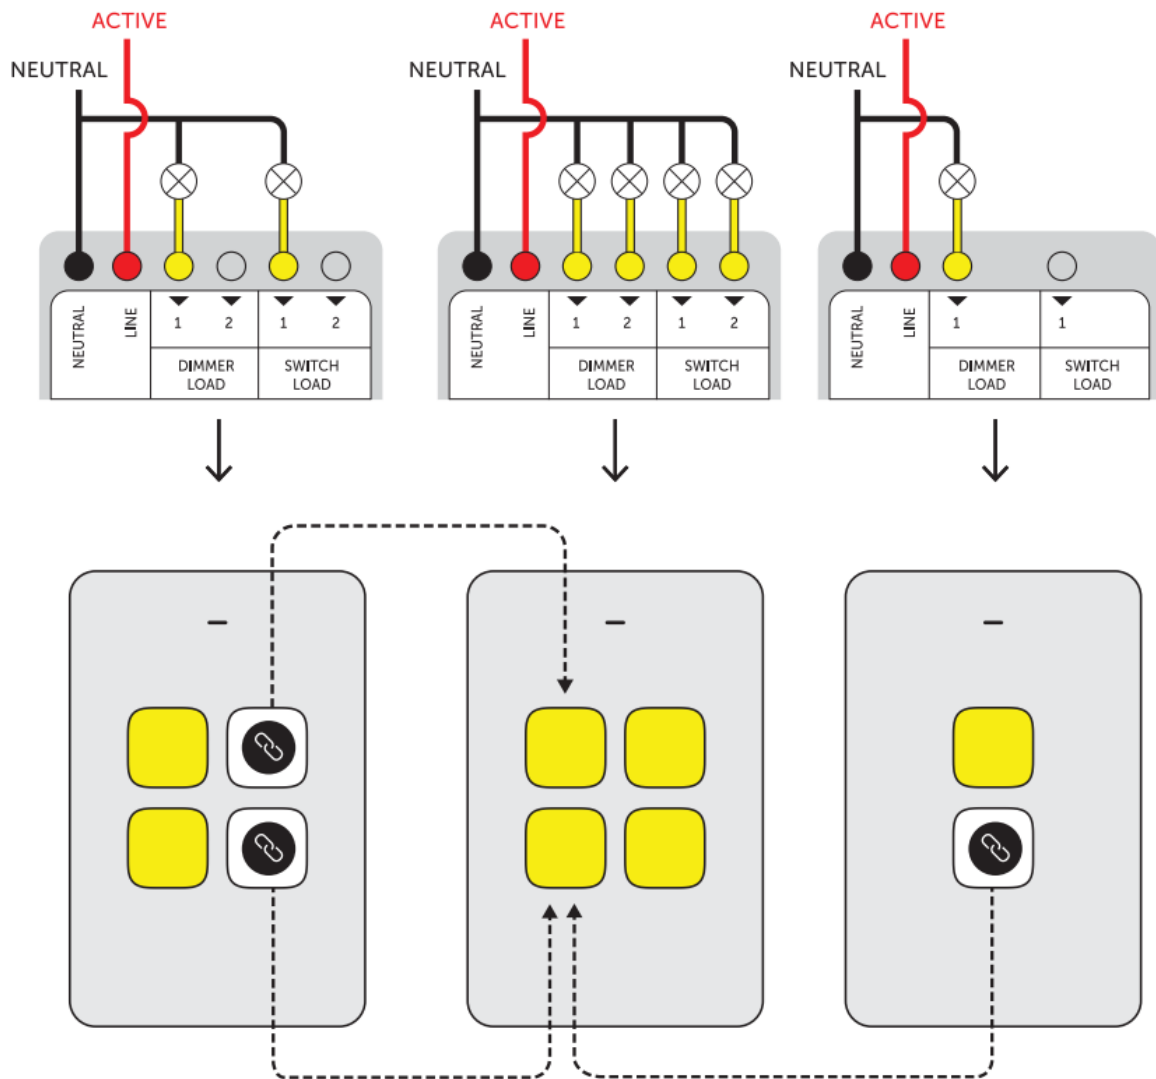 ACTIVE
NEUTRAL
NEUTRAL
LINE
1
2
1
2
DIMMER
LOAD
SWITCH
LOAD
ACTIVE
NEUTRAL
NEUTRAL
LINE
1
2
1
2
DIMMER
LOAD
SWITCH
LOAD
ACTIVE
NEUTRAL
NEUTRAL
LINE
1
1
DIMMER
LOAD
SWITCH
LOAD